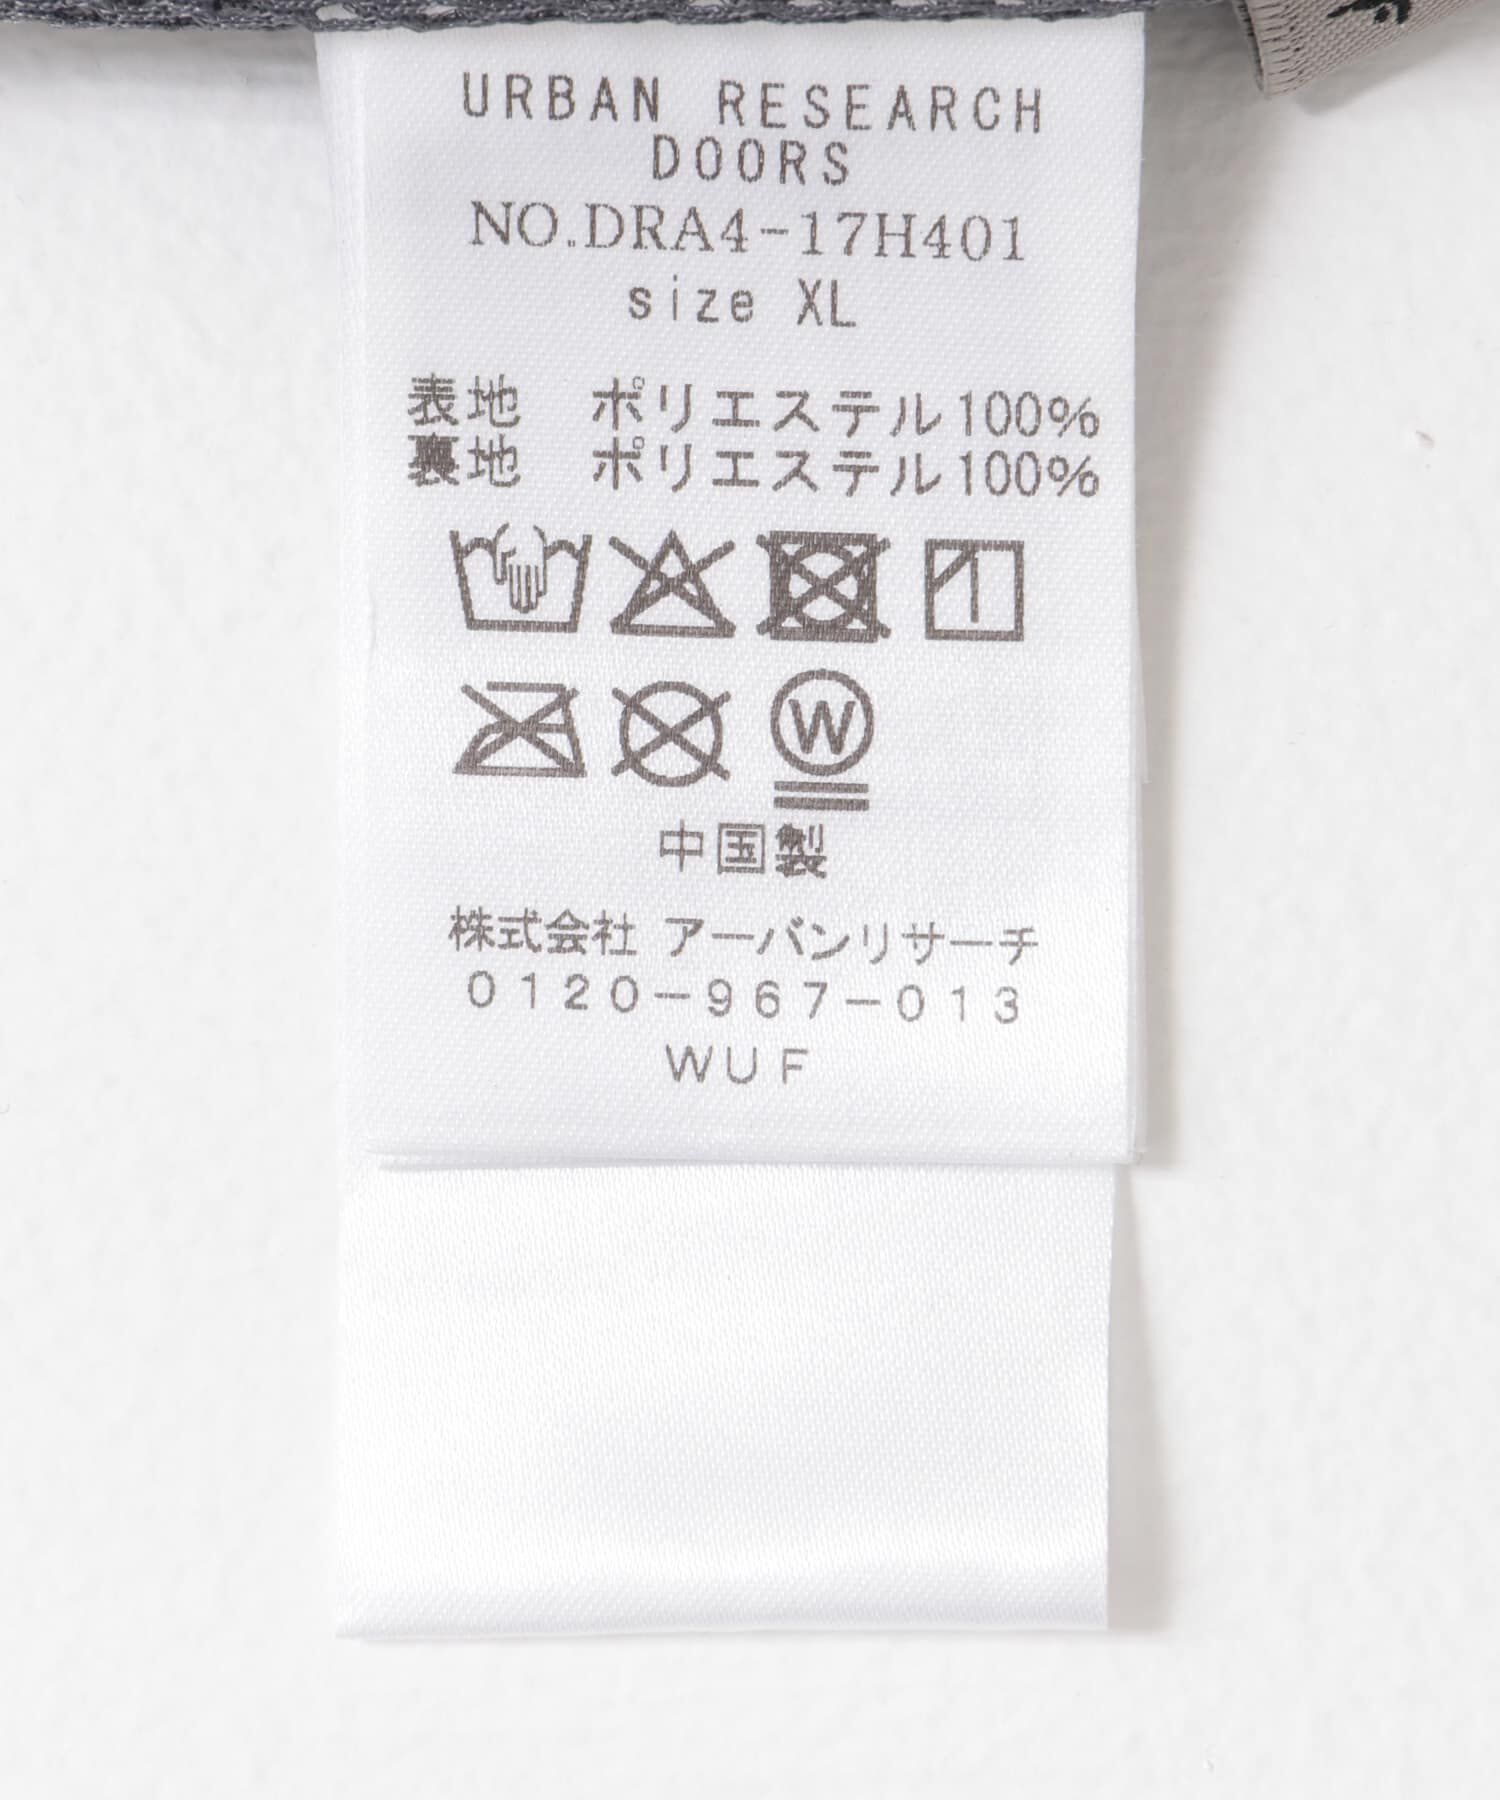 URBAN RESEARCH
DOORS
NO.DRA4-17H401
size XL
表地 ポリエステル100%
裏地 ポリエステル100%
W
中国製
株式会社 アーバンリサーチ
0120-967-013
WUF